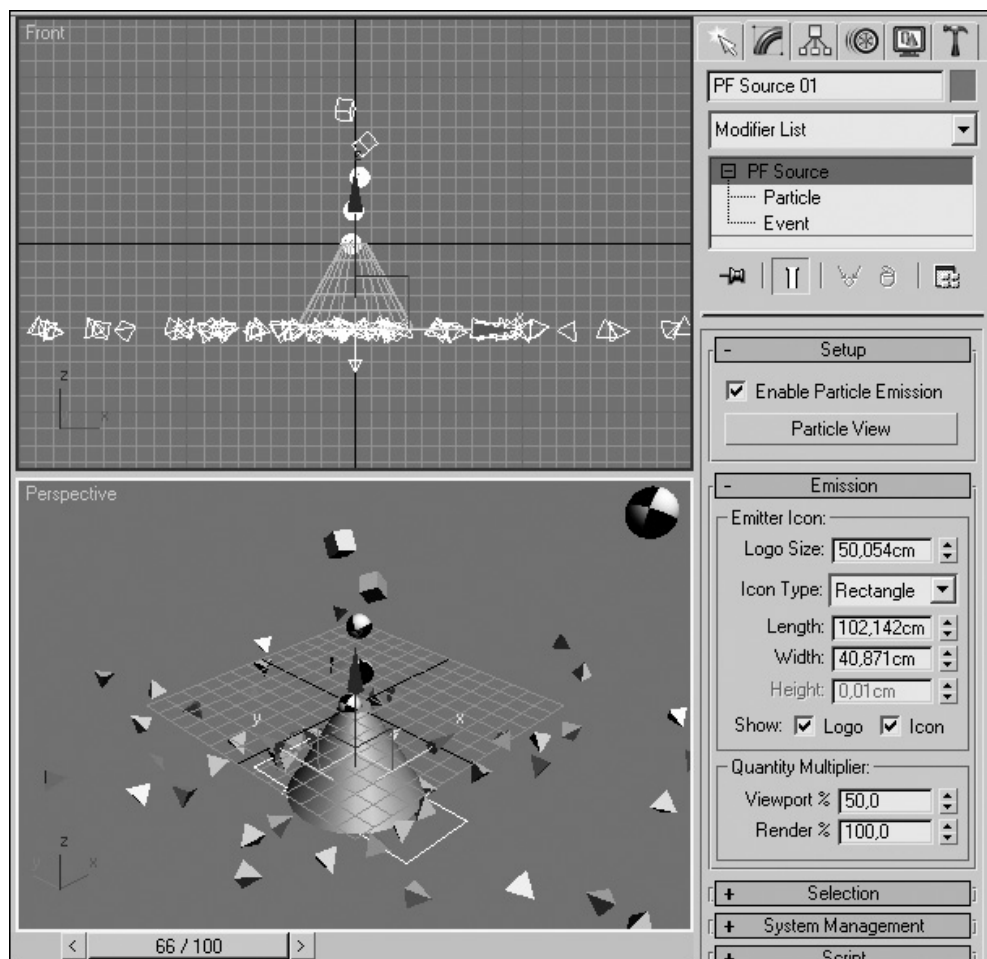 Front
z
x
Perspective
y
x
z
y
x
66 / 100
PF Source 01
Modifier List
PF Source
Particle
Event
Setup
Enable Particle Emission
Particle View
Emission
Emitter Icon:
Logo Size: 50,054cm
Icon Type: Rectangle
Length: 102,142cm
Width: 40,871cm
Height: 0,01cm
Show: Logo Icon
Quantity Multiplier:
Viewport % 50,0
Render % 100,0
Selection
System Management
Script